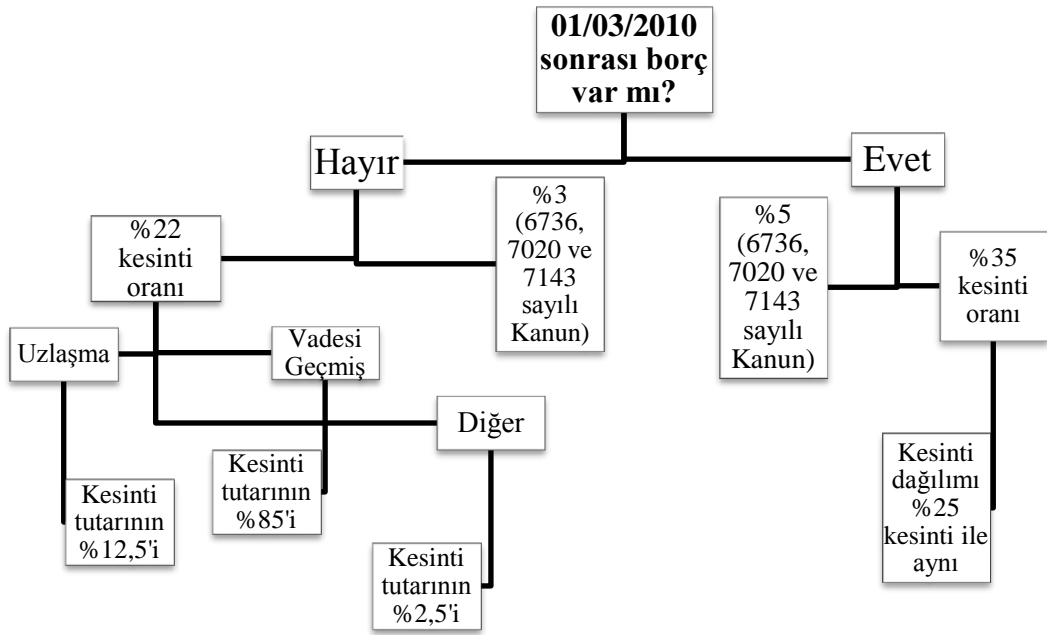 01/03/2010
sonrası borç
var mı?
Hayır
Evet
%22
kesinti
oranı
%3
(6736,
7020 ve
7143
sayılı
Kanun)
%5
(6736,
7020 ve
7143
sayılı
Kanun)
%35
kesinti
oranı
Uzlaşma
Vadesi
Geçmiş
Diğer
Kesinti
tutarının
%12,5'i
Kesinti
tutarının
%85'i
Kesinti
tutarının
%2,5'i
Kesinti
dağılımı
%25
kesinti ile
aynı